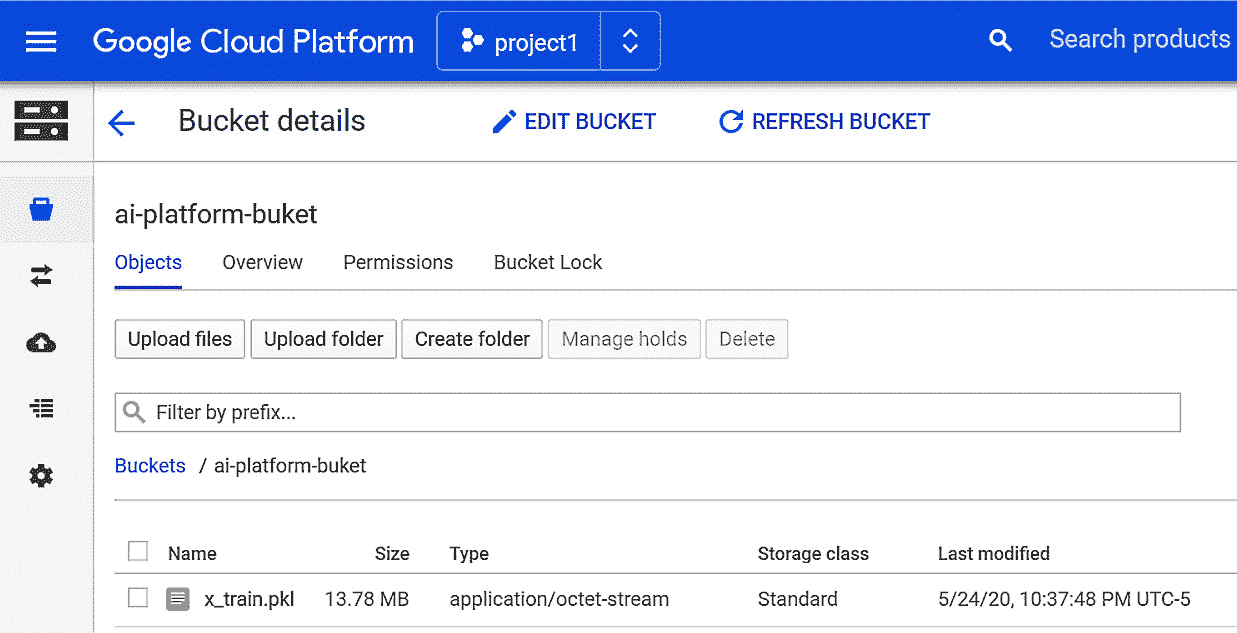 Google Cloud Platform project1 Search products
Bucket details EDIT BUCKET REFRESH BUCKET
ai-platform-buket
Objects Overview Permissions Bucket Lock
Upload files Upload folder Create folder Manage holds Delete
Filter by prefix...
Buckets / ai-platform-buket
Name Size Type Storage class Last modified
x_train.pkl 13.78 MB application/octet-stream Standard 5/24/20, 10:37:48 PM UTC-5